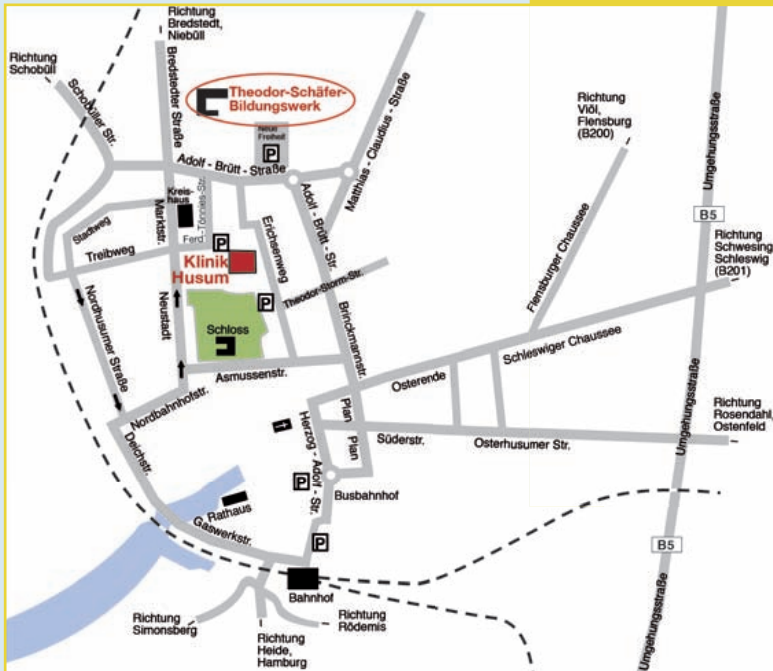 Richtung
Bredstedt,
Niebüll
Richtung
Schobüll
Schobüller Str.
Bredstedter Straße
Theodor-Schäfer-
Bildungswerk
Neue
Freiheit
P
Matthias - Claudius - Straße
Richtung
Viöl,
Flensburg
(B200)
Umgehungsstraße
Adolf - Brütt - Straße
Kreis-
haus
Marktstr.
Ferd.-Tönnies-Str.
Stadtweg
Treibweg
P
Klinik
Husum
Erichsenweg
Adolf - Brütt - Str.
B5
Richtung
Schwesing,
Schleswig
(B201)
Flensburger Chaussee
Nordhusumer Straße
Neustadt
P
Theodor-Storm-Str.
Brinckmannstr.
Schloss
Asmussenstr.
Schleswiger Chaussee
Osterende
Nordbahnhofstr.
Umgehungsstraße
Richtung
Rosendahl,
Ostenfeld
Deichstr.
Herzog - Adolf - Str.
Plan
Plan
Süderstr.
Osterhusumer Str.
P
Busbahnhof
Rathaus
Gaswerkstr.
P
B5
Bahnhof
Richtung
Simonsberg
Richtung
Heide,
Hamburg
Richtung
Rödemis
Umgehungsstraße